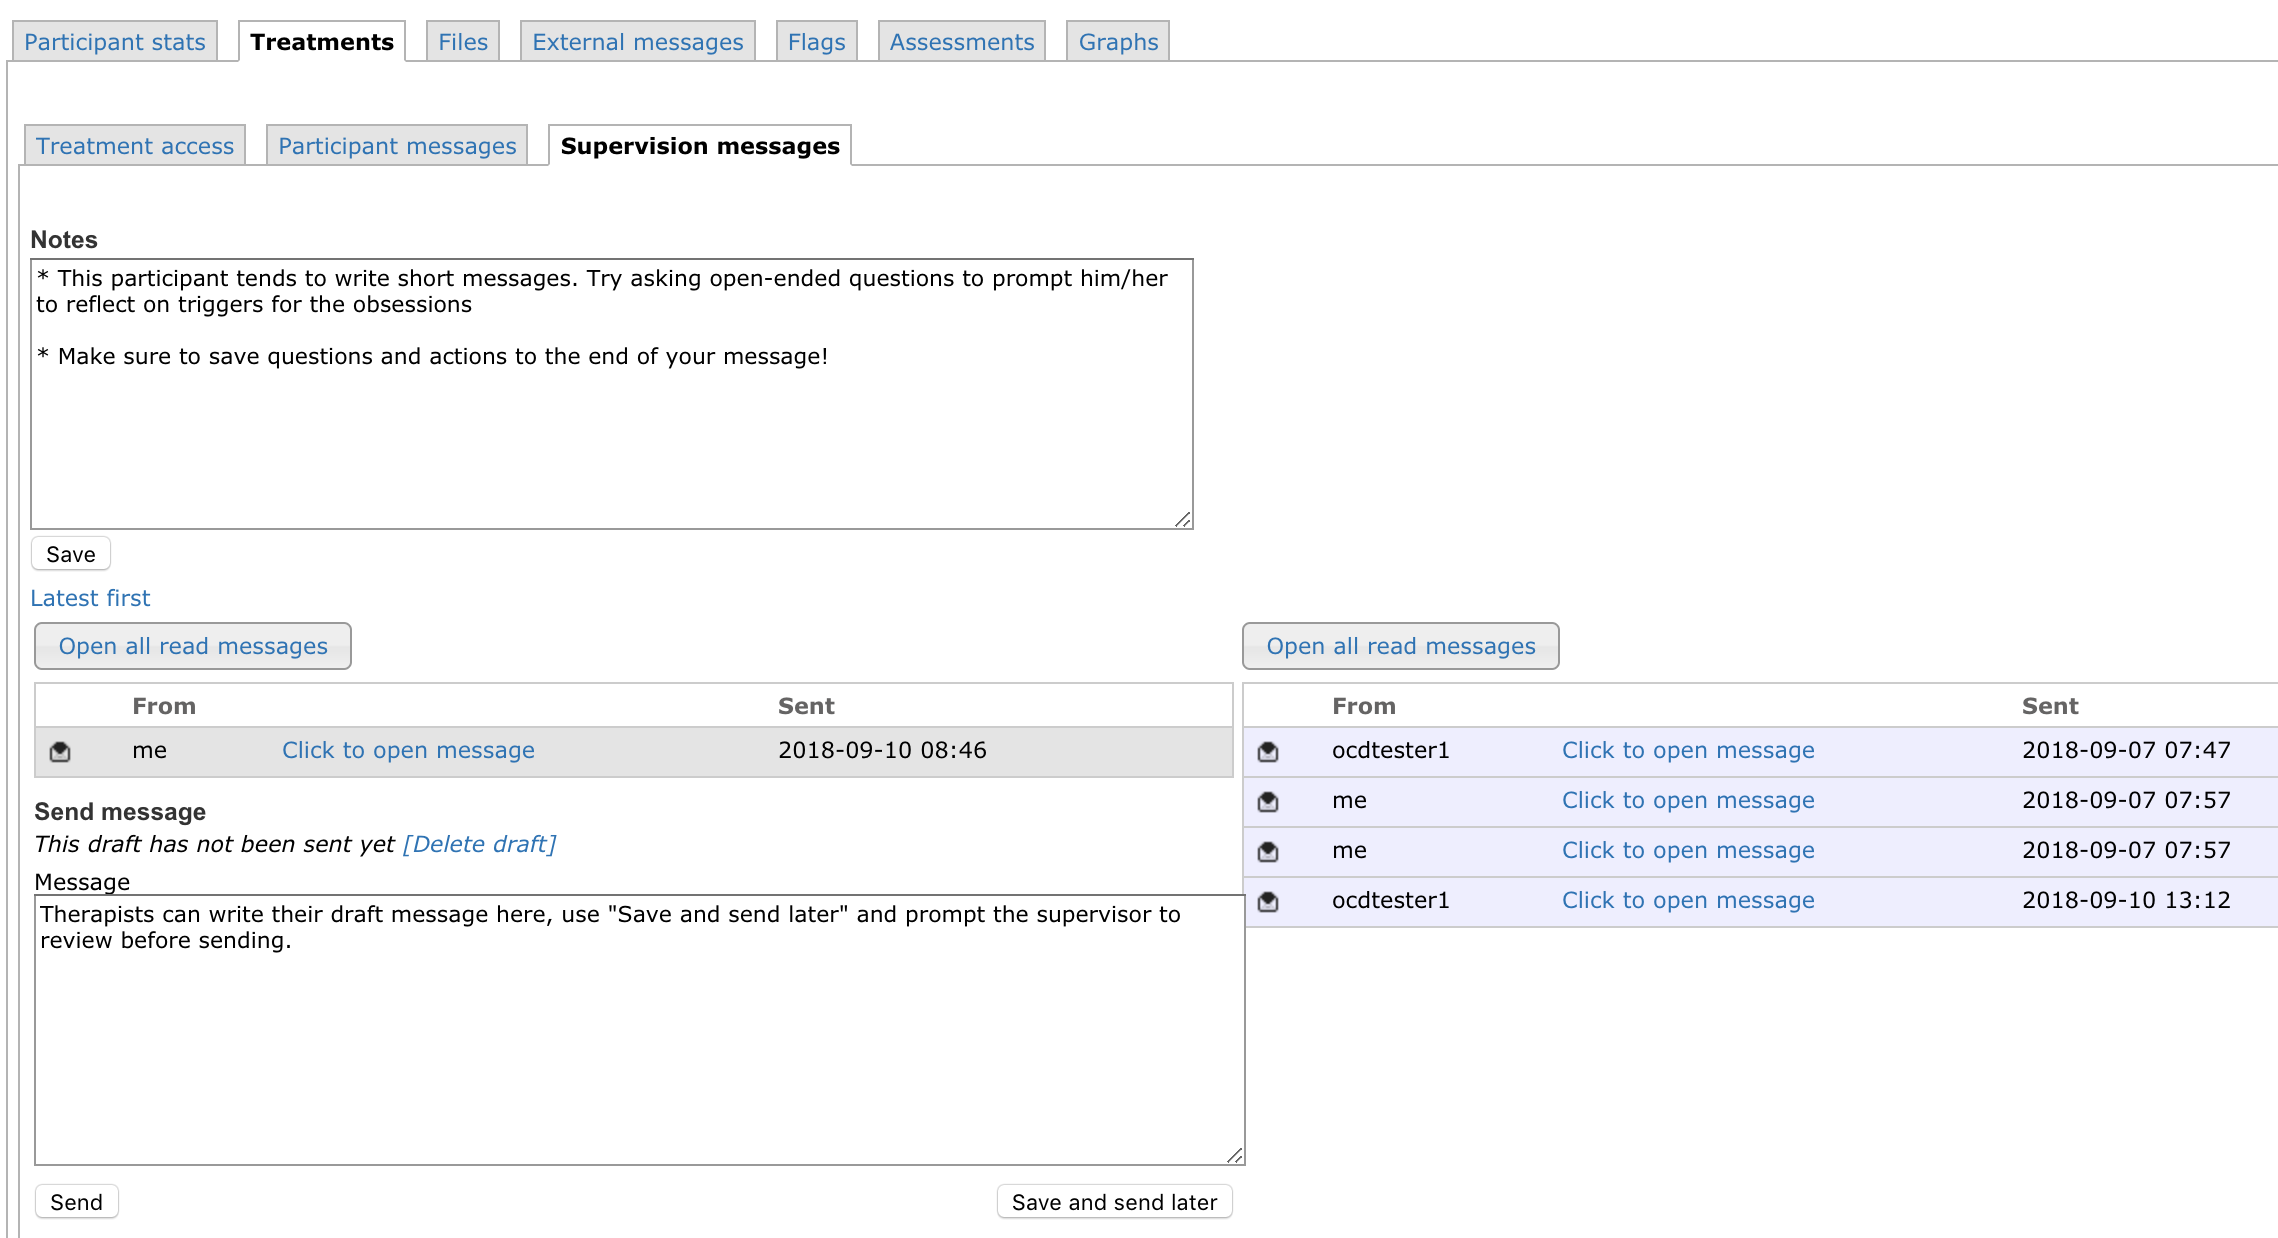 Participant stats Treatments Files External messages Flags Assessments Graphs
Treatment access Participant messages Supervision messages
Notes
* This participant tends to write short messages. Try asking open-ended questions to prompt him/her
to reflect on triggers for the obsessions
* Make sure to save questions and actions to the end of your message!
Save
Latest first
Open all read messages
From Sent
me Click to open message 2018-09-10 08:46
Send message
This draft has not been sent yet [Delete draft]
Message
Therapists can write their draft message here, use "Save and send later" and prompt the supervisor to
review before sending.
Send Save and send later
Open all read messages
From Sent
ocdtester1 Click to open message 2018-09-07 07:47
me Click to open message 2018-09-07 07:57
me Click to open message 2018-09-07 07:57
ocdtester1 Click to open message 2018-09-10 13:12